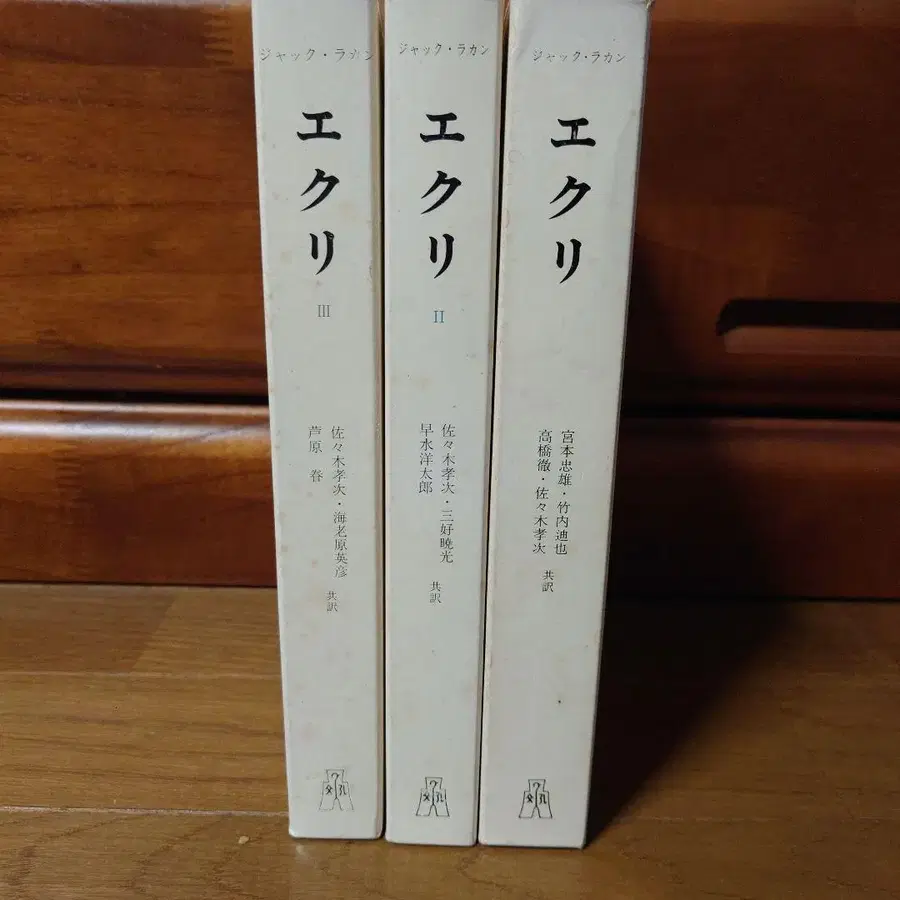 ジャック・ラカン
エクリ
III
佐々木孝次・海老原英彦
芦原 眷
共訳
ジャック・ラカン
エクリ
II
佐々木孝次・三好曉光
早水洋太郎
共訳
ジャック・ラカン
エクリ
宮本忠雄・竹内迪也
高橋徹・佐々木孝次
共訳